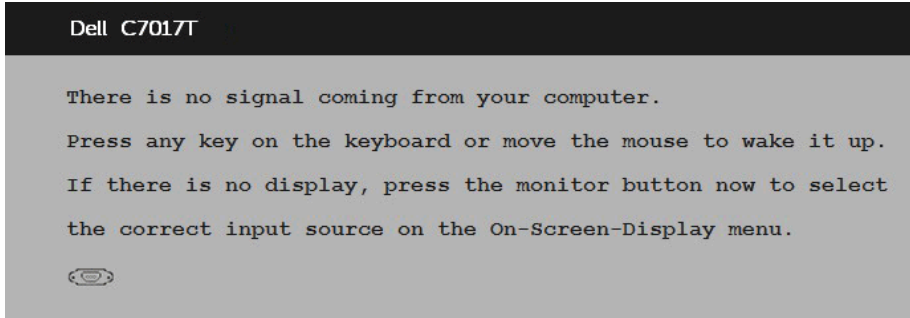 Dell C7017T
There is no signal coming from your computer.
Press any key on the keyboard or move the mouse to wake it up.
If there is no display, press the monitor button now to select
the correct input source on the On-Screen-Display menu.